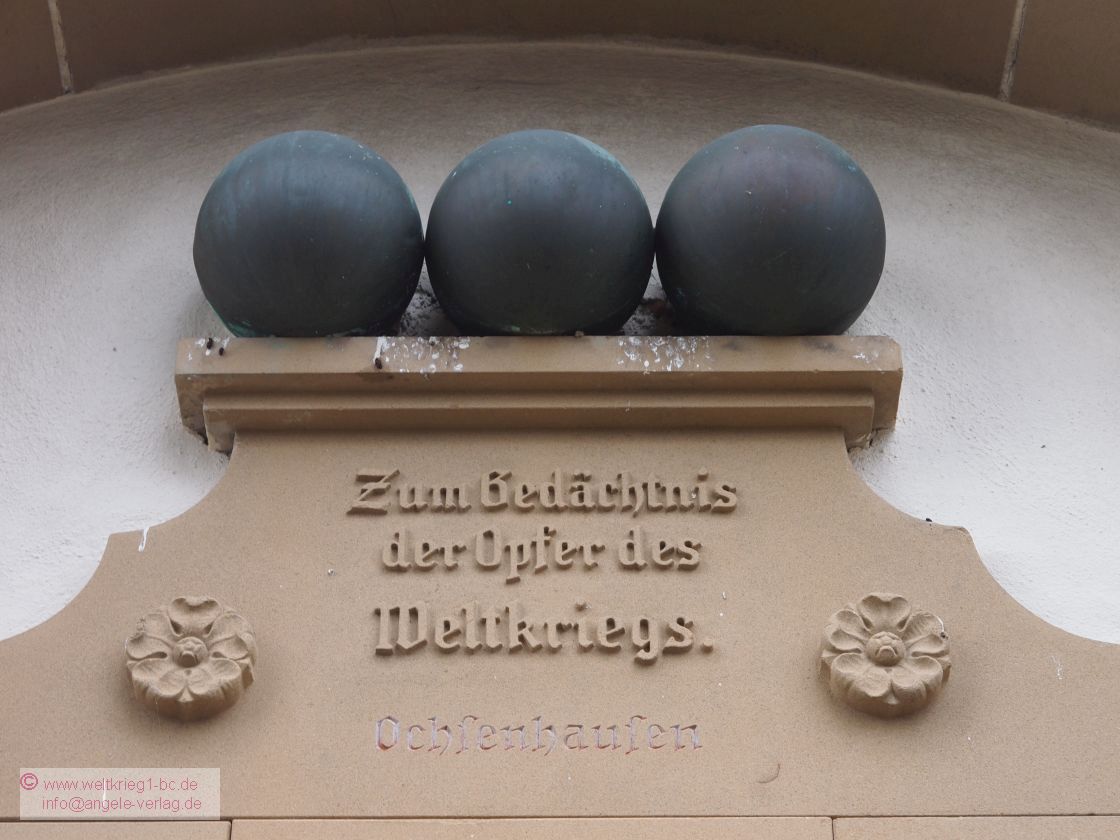 Zum Gedächtnis
der Opfer des
Weltkriegs.
Ochſenhauſen
© www.weltkrieg1-bc.de
info@angele-verlag.de